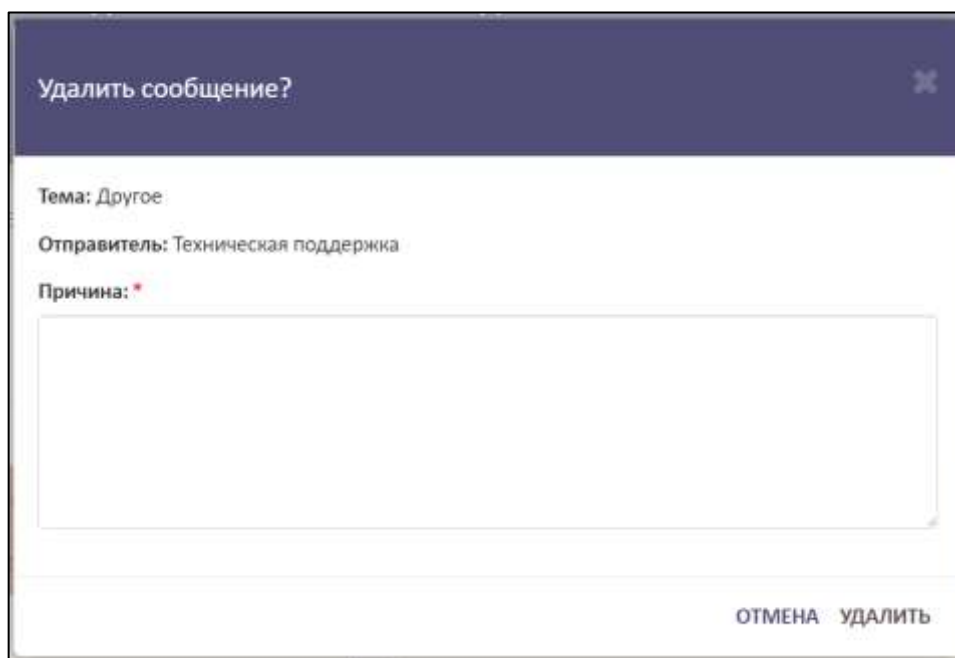 Удалить сообщение?
Тема: Другое
Отправитель: Техническая поддержка
Причина: *
ОТМЕНА УДАЛИТЬ